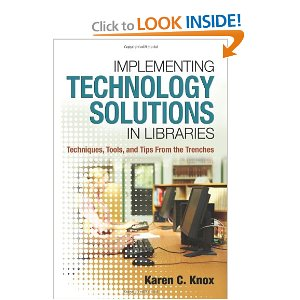 Click to
LOOK INSIDE!
IMPLEMENTING
TECHNOLOGY
SOLUTIONS
IN LIBRARIES
Techniques, Tools, and Tips From the Trenches
Karen C. Knox